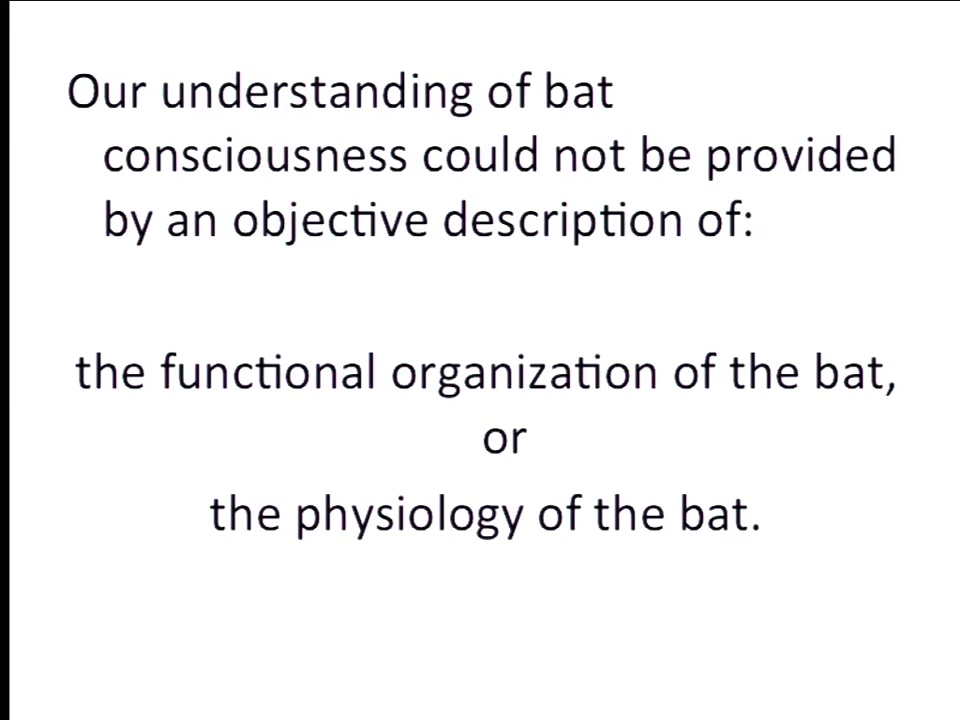 Our understanding of bat
consciousness could not be provided
by an objective description of:
the functional organization of the bat,
or
the physiology of the bat.